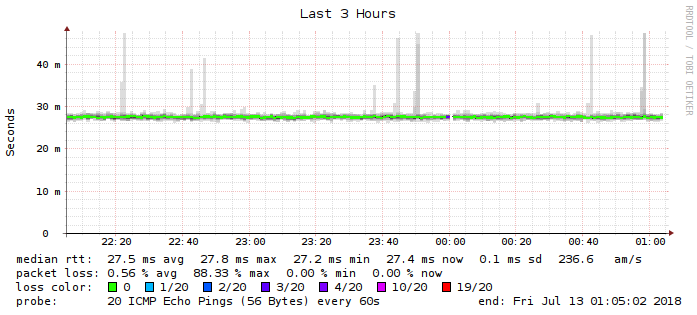 Last 3 Hours
RRDTOOL / TOBI OETIKER
Seconds
40 m
30 m
20 m
10 m
0
22:20 22:40 23:00 23:20 23:40 00:00 00:20 00:40 01:00
median rtt: 27.5 ms avg 27.8 ms max 27.2 ms min 27.4 ms now 0.1 ms sd 236.6 am/s
packet loss: 0.56 % avg 88.33 % max 0.00 % min 0.00 % now
loss color: 0 1/20 2/20 3/20 4/20 10/20 19/20
probe: 20 ICMP Echo Pings (56 Bytes) every 60s end: Fri Jul 13 01:05:02 2018